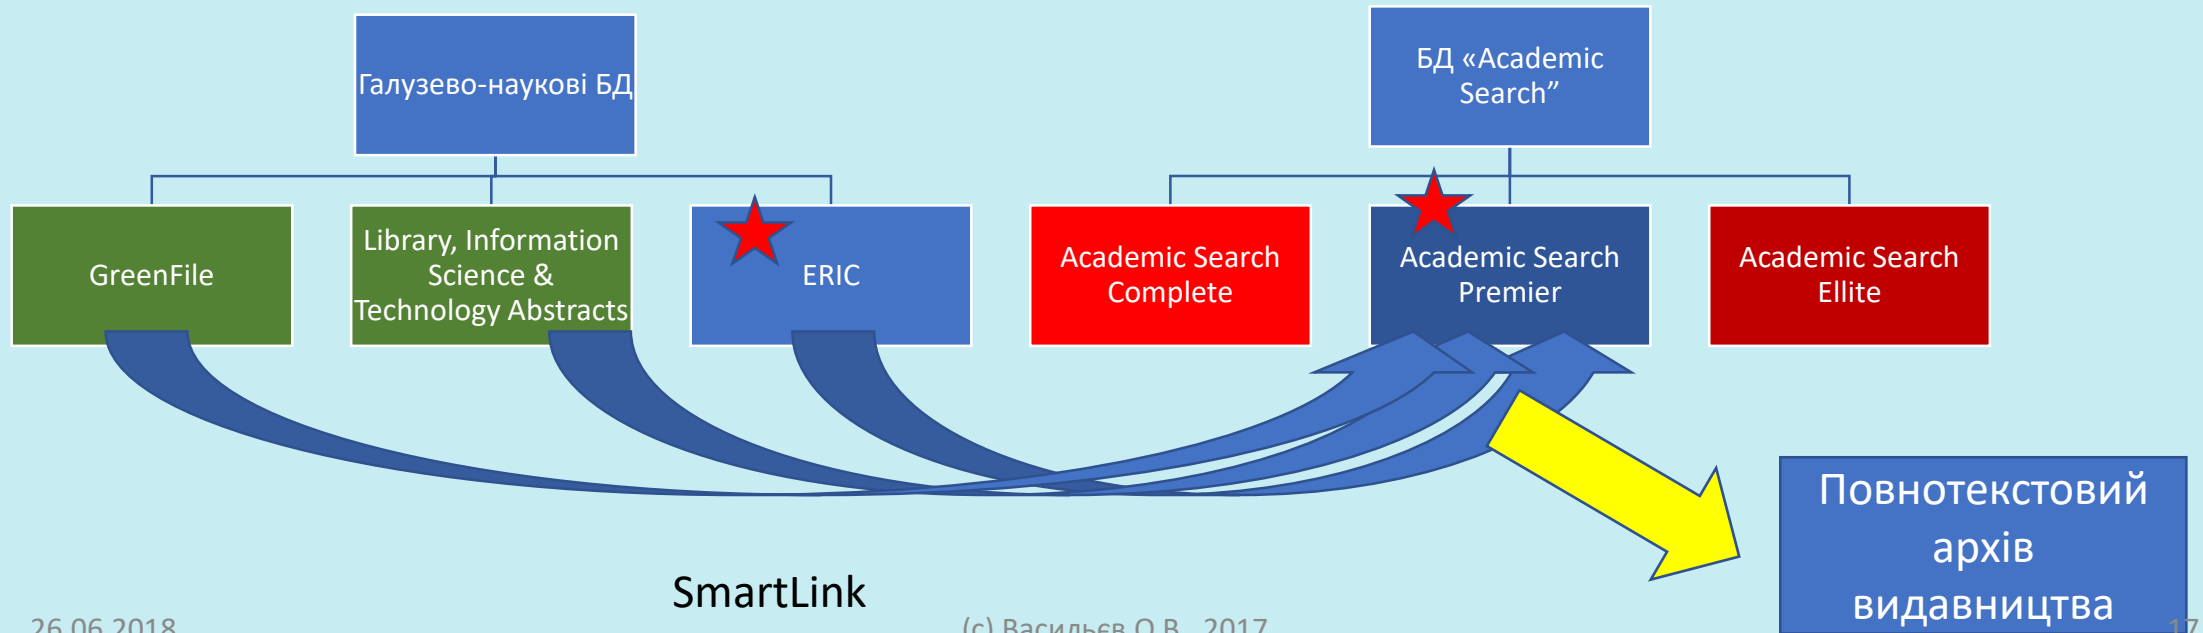 Галузево-наукові БД
БД «Academic
Search”
GreenFile
Library, Information
Science &
Technology Abstracts
ERIC
Academic Search
Complete
Academic Search
Premier
Academic Search
Ellite
Повнотекстовий
архів
видавництва
SmartLink
26.06.2018
(c) Васильєв О.В., 2017
17